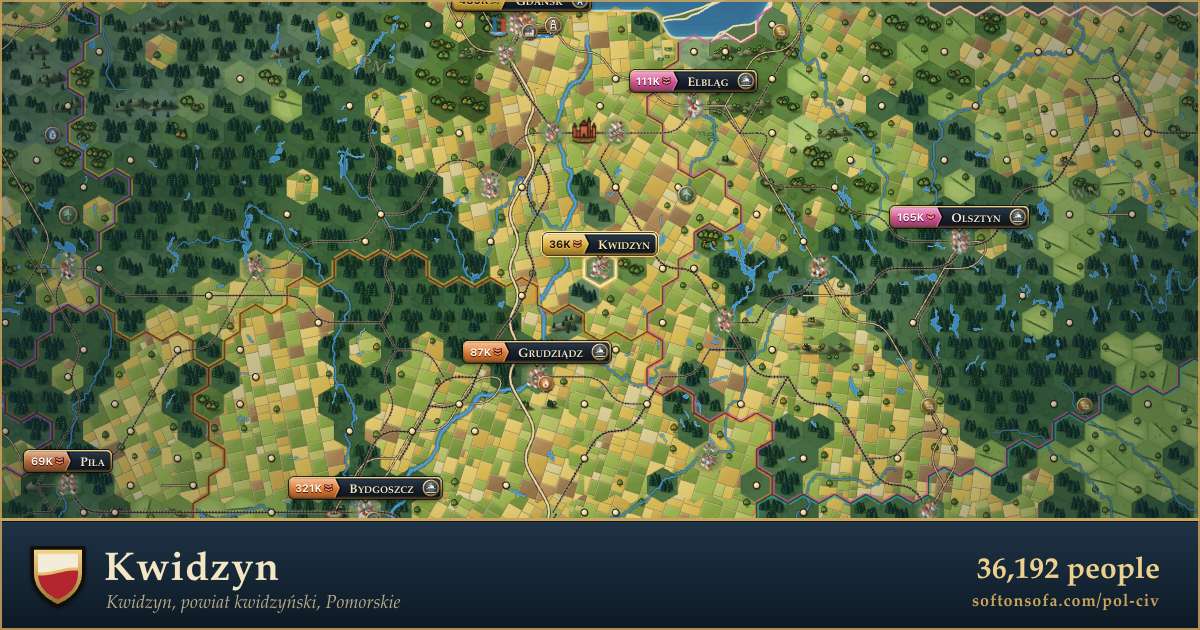 GDAŃSK
111K ELBLĄG
165K OLSZTYN
36K KWIDZYN
87K GRUDZIĄDZ
69K PIŁA
321K BYDGOSZCZ
Kwidzyn
36,192 people
Kwidzyn, powiat kwidzyński, Pomorskie
softonsofa.com/pol-civ